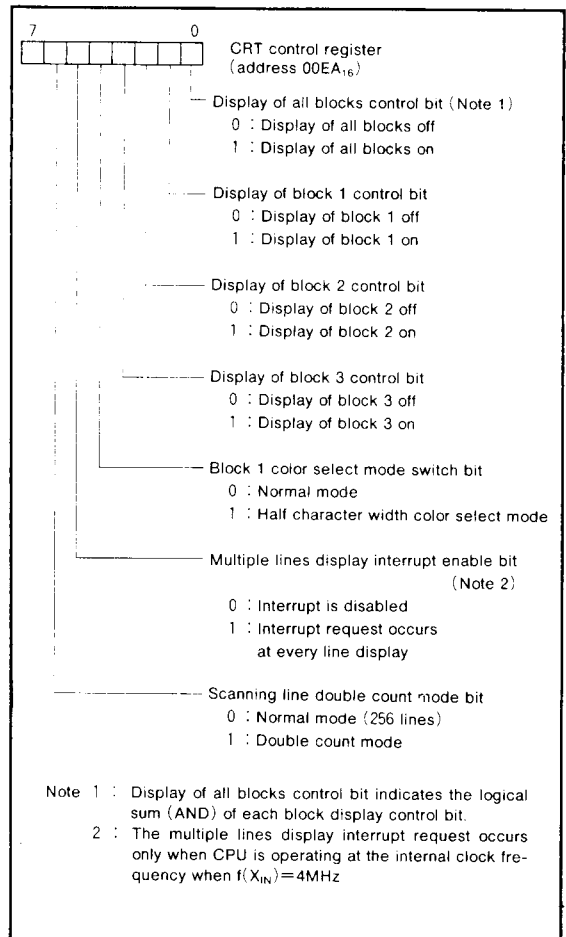 7 0
CRT control register
(address 00EA₁₆)
Display of all blocks control bit (Note 1)
0 : Display of all blocks off
1 : Display of all blocks on
Display of block 1 control bit
0 : Display of block 1 off
1 : Display of block 1 on
Display of block 2 control bit
0 : Display of block 2 off
1 : Display of block 2 on
Display of block 3 control bit
0 : Display of block 3 off
1 : Display of block 3 on
Block 1 color select mode switch bit
0 : Normal mode
1 : Half character width color select mode
Multiple lines display interrupt enable bit
(Note 2)
0 : Interrupt is disabled
1 : Interrupt request occurs
at every line display
Scanning line double count mode bit
0 : Normal mode (256 lines)
1 : Double count mode
Note 1 : Display of all blocks control bit indicates the logical
sum (AND) of each block display control bit.
2 : The multiple lines display interrupt request occurs
only when CPU is operating at the internal clock fre-
quency when f(X_IN)=4MHz